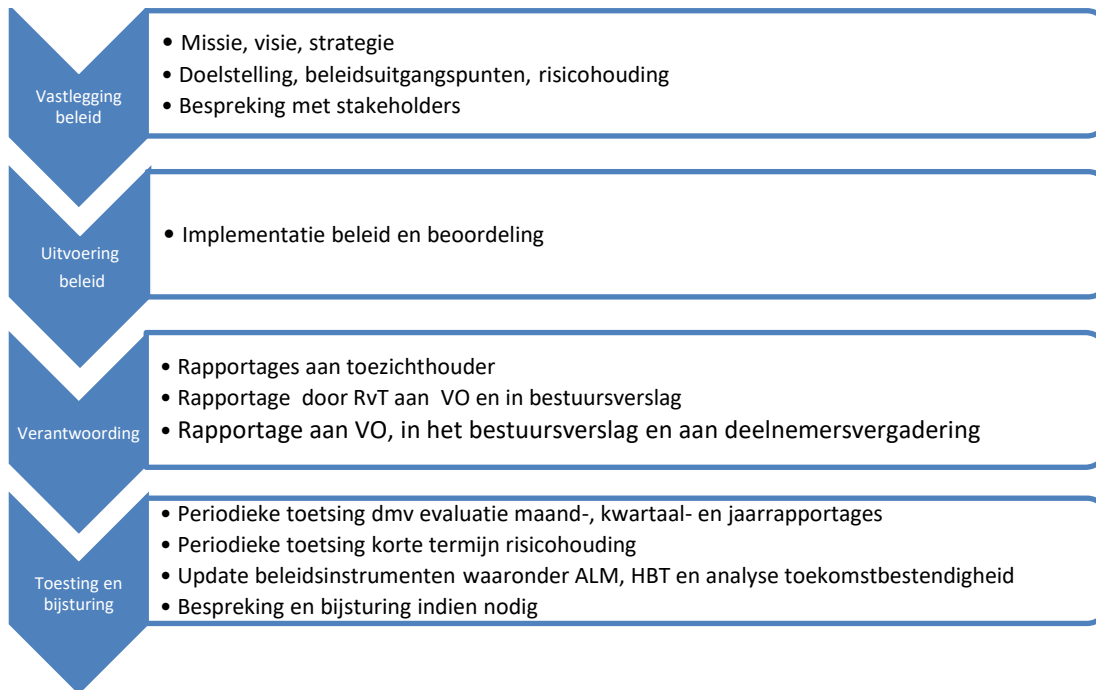 Vastlegging
beleid
• Missie, visie, strategie
• Doelstelling, beleidsuitgangspunten, risicohouding
• Bespreking met stakeholders
Uitvoering
beleid
• Implementatie beleid en beoordeling
Verantwoording
• Rapportages aan toezichthouder
• Rapportage door RvT aan VO en in bestuursverslag
• Rapportage aan VO, in het bestuursverslag en aan deelnemersvergadering
Toesting en
bijsturing
• Periodieke toetsing dmv evaluatie maand-, kwartaal- en jaarrapportages
• Periodieke toetsing korte termijn risicohouding
• Update beleidsinstrumenten waaronder ALM, HBT en analyse toekomstbestendigheid
• Bespreking en bijsturing indien nodig